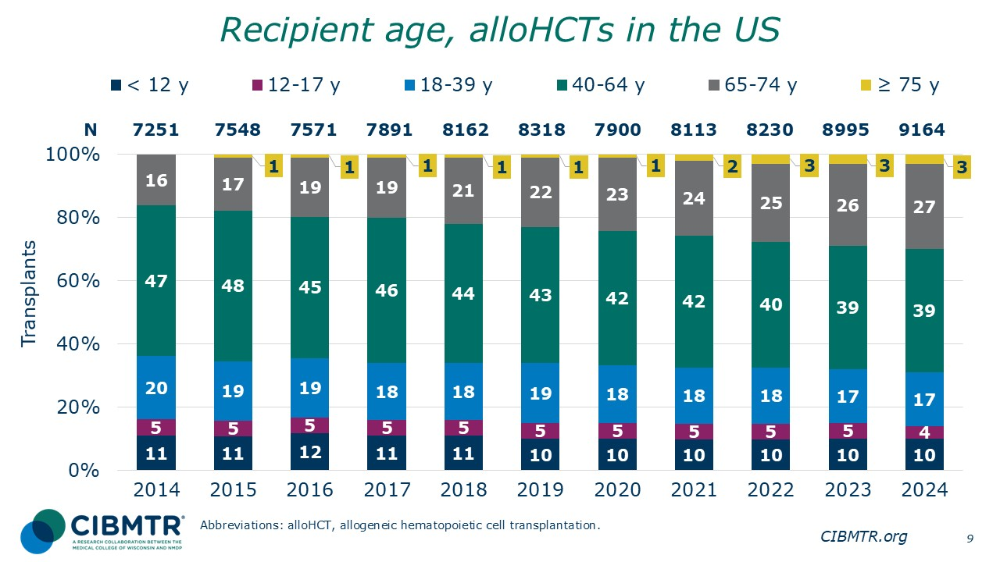 Recipient age, alloHCTs in the US
< 12 y 12-17 y 18-39 y 40-64 y 65-74 y ≥ 75 y
N 7251 7548 7571 7891 8162 8318 7900 8113 8230 8995 9164
100%
1 1 1 1 1 1 2 3 3 3
16 17 19 19 21 22 23 24 25 26 27
80%
60%
47 48 45 46 44 43 42 42 40 39 39
40%
20 19 19 18 18 19 18 18 18 17 17
20%
5 5 5 5 5 5 5 5 5 5 4
11 11 12 11 11 10 10 10 10 10 10
0%
Transplants
2014 2015 2016 2017 2018 2019 2020 2021 2022 2023 2024
CIBMTR®
A RESEARCH COLLABORATION BETWEEN THE
MEDICAL COLLEGE OF WISCONSIN AND NMDP
Abbreviations: alloHCT, allogeneic hematopoietic cell transplantation.
CIBMTR.org
9